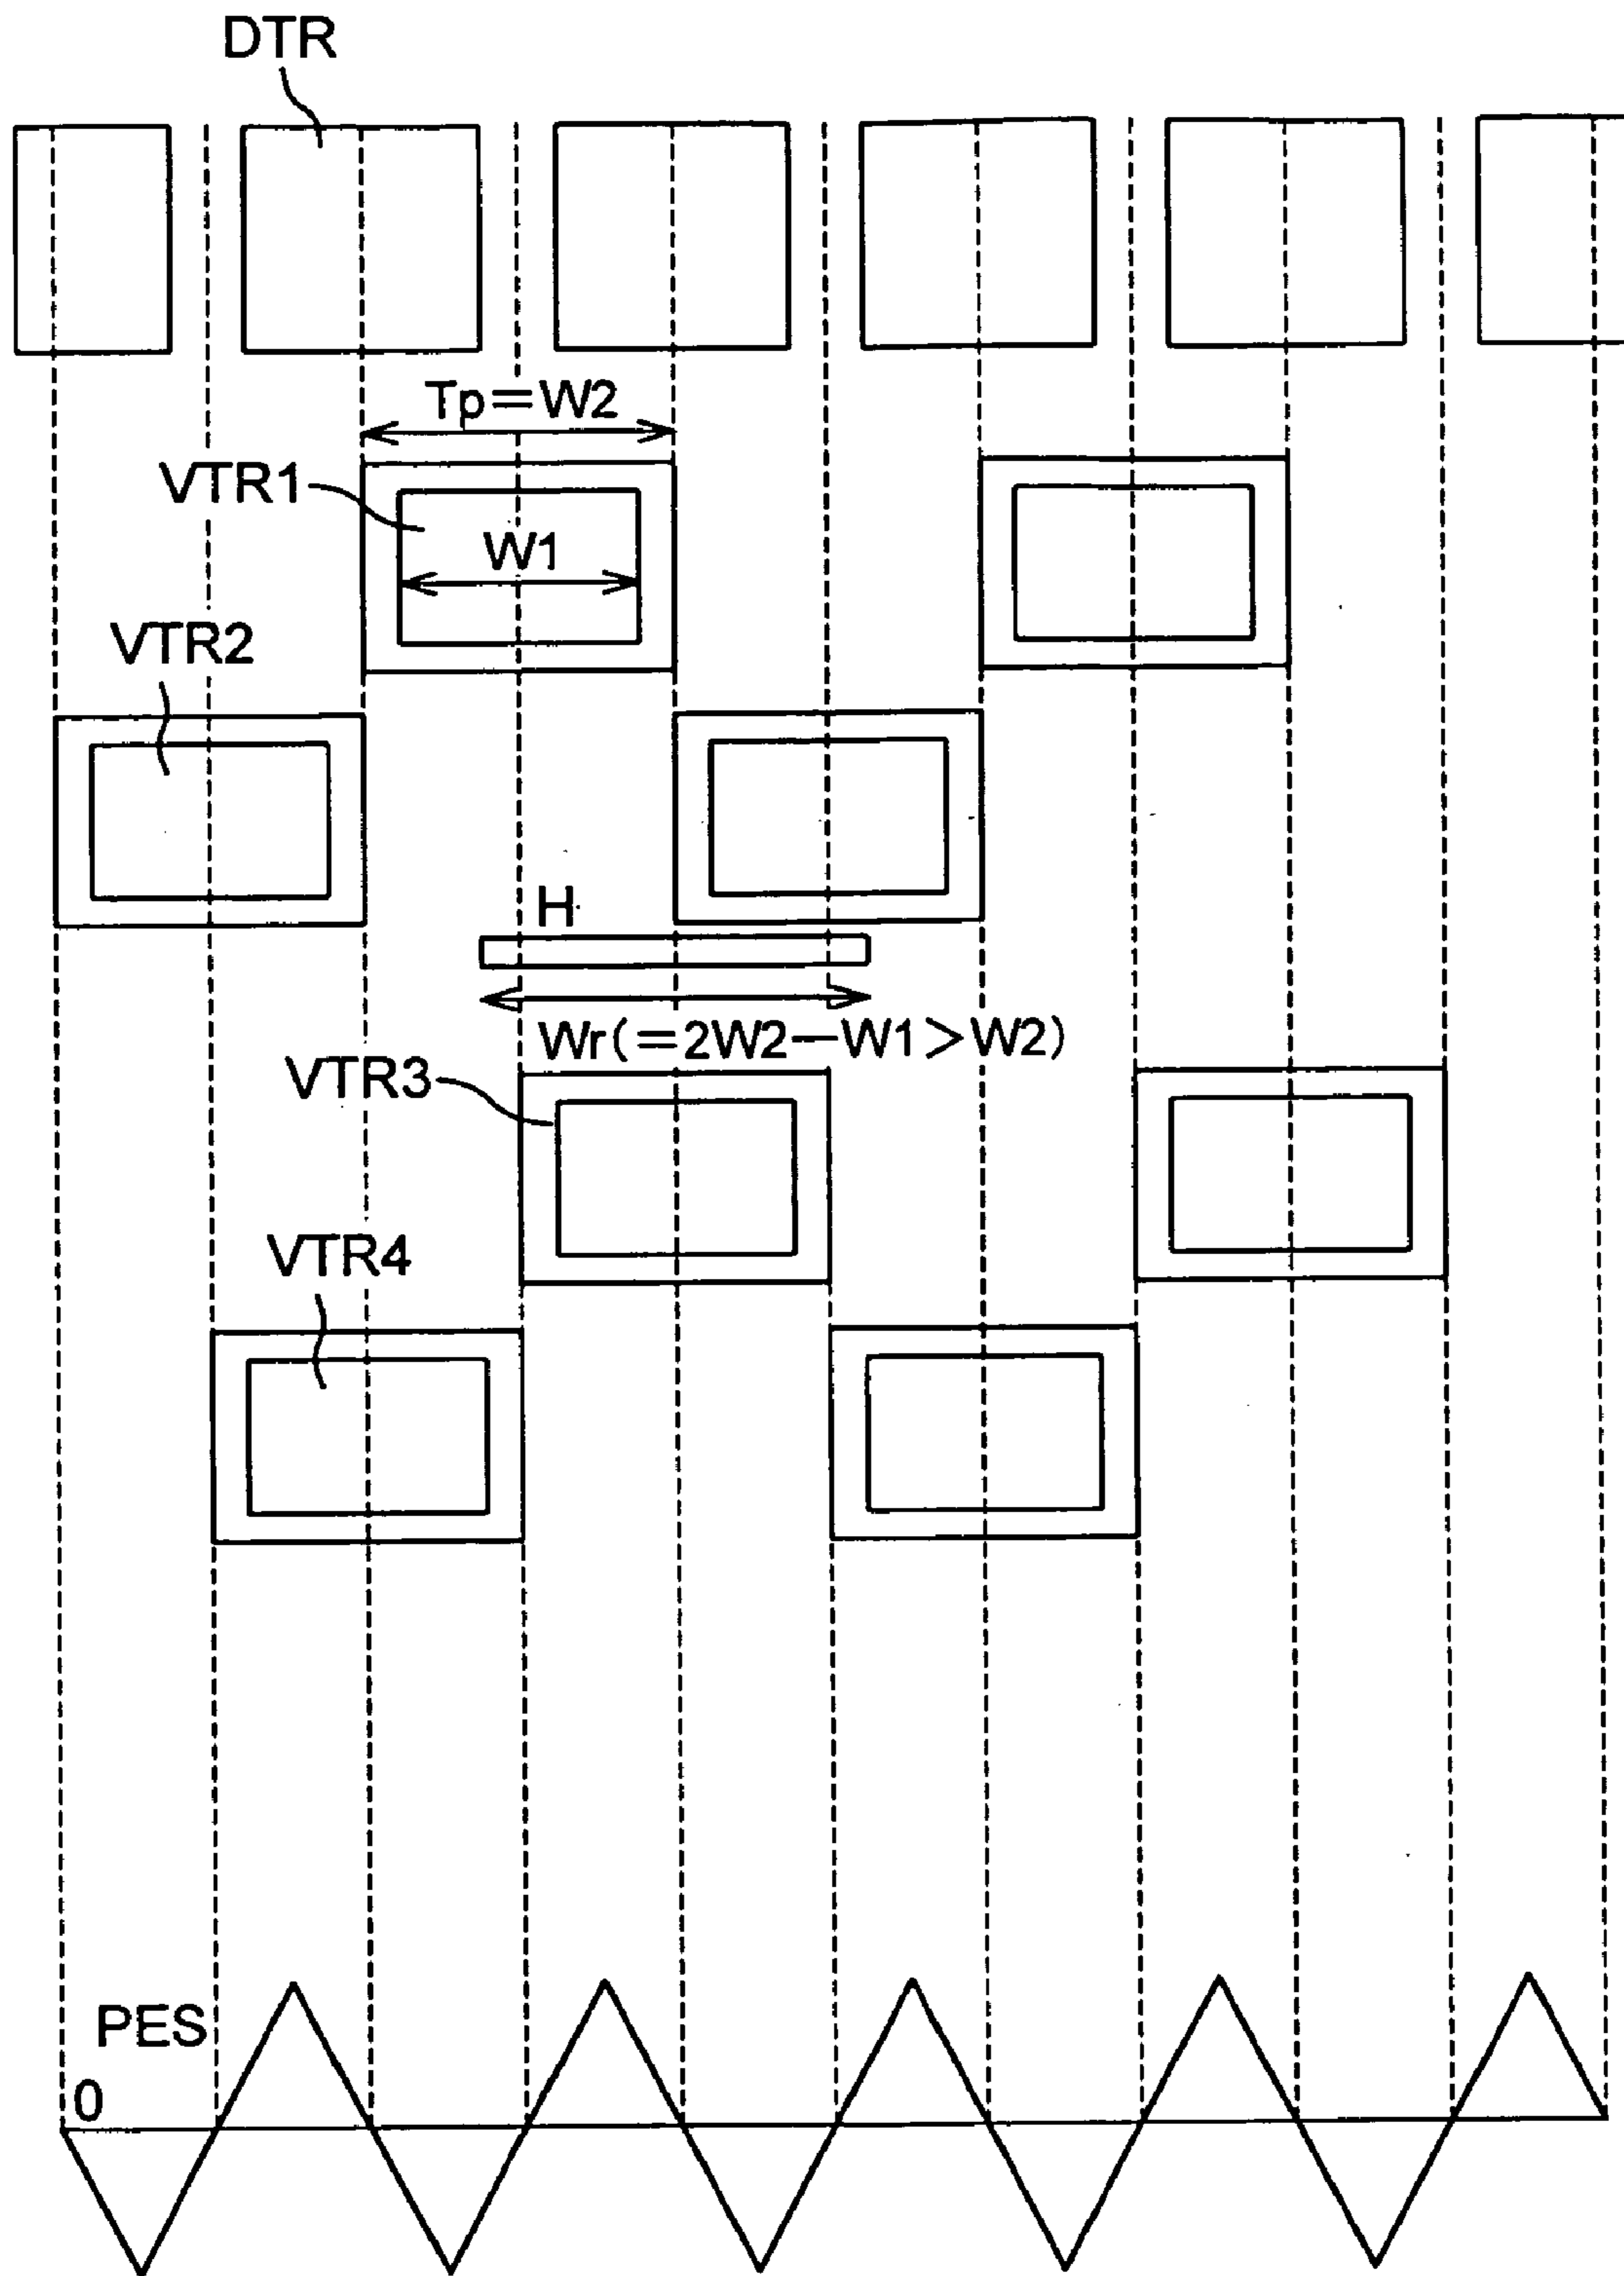 DTR
Tp=W2
VTR1
W1
VTR2
H
Wr(=2W2-W1>W2)
VTR3
VTR4
PES
0